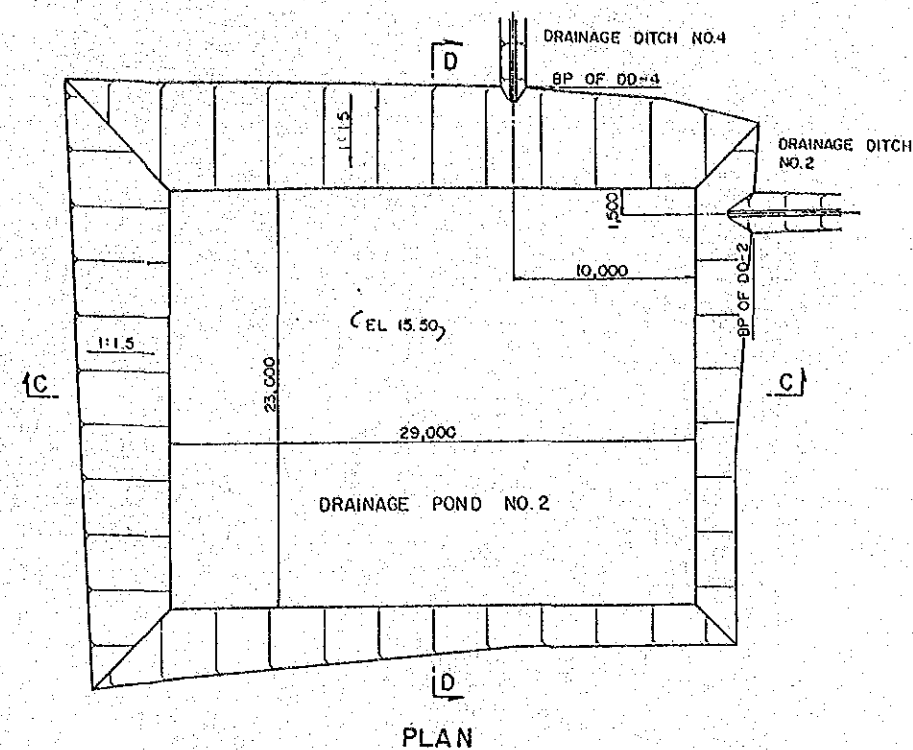 DRAINAGE DITCH NO.4
D
BP OF DD-4
1:1.5
DRAINAGE DITCH
NO.2
1,500
10,000
BP OF DD-2
(EL 15.50)
1:1.5
C
C
23,000
29,000
DRAINAGE POND NO.2
D
PLAN